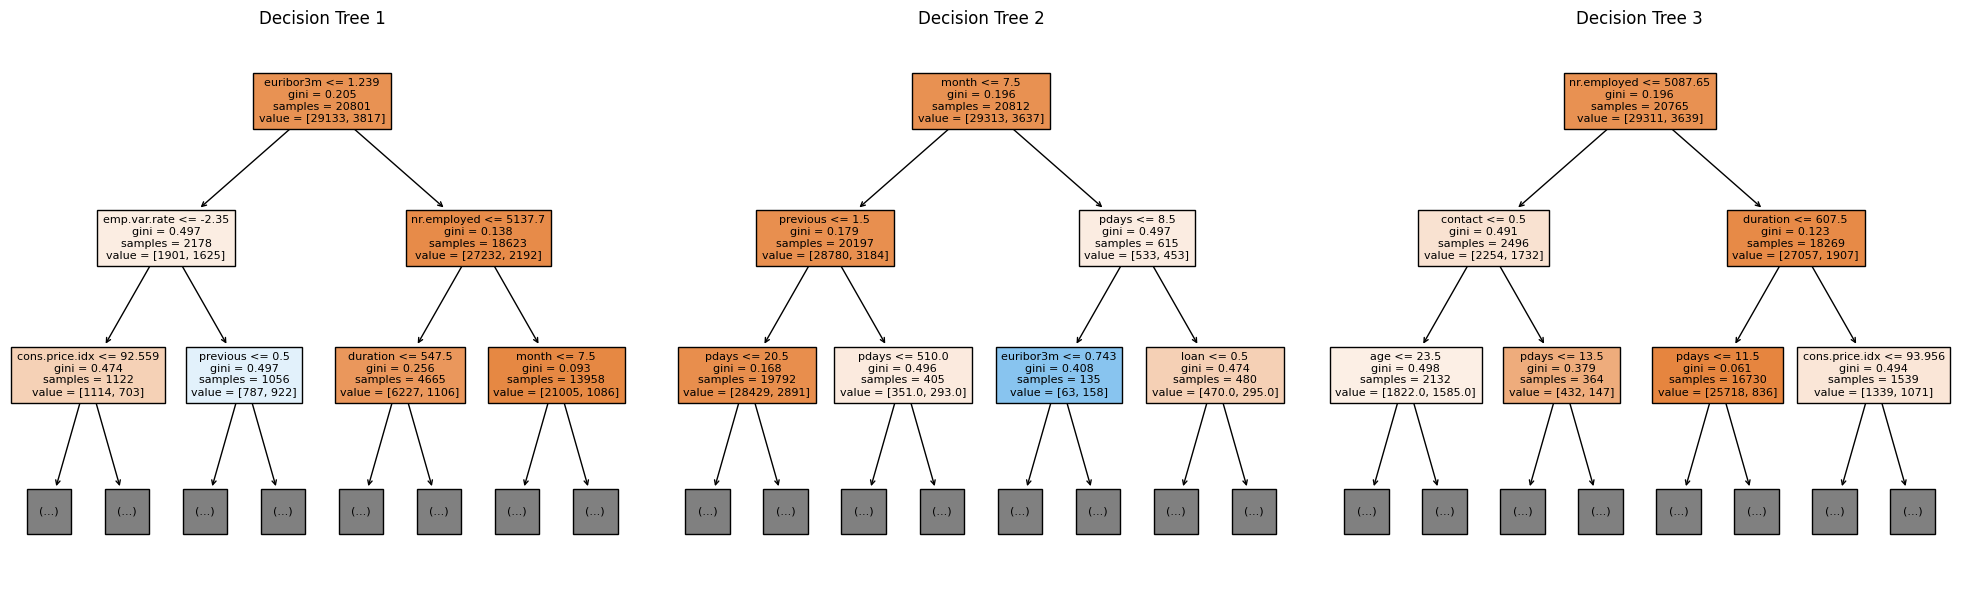 Decision Tree 1
euribor3m <= 1.239
gini = 0.205
samples = 20801
value = [29133, 3817]
emp.var.rate <= -2.35
gini = 0.497
samples = 2178
value = [1901, 1625]
nr.employed <= 5137.7
gini = 0.138
samples = 18623
value = [27232, 2192]
cons.price.idx <= 92.559
gini = 0.474
samples = 1122
value = [1114, 703]
previous <= 0.5
gini = 0.497
samples = 1056
value = [787, 922]
duration <= 547.5
gini = 0.256
samples = 4665
value = [6227, 1106]
month <= 7.5
gini = 0.093
samples = 13958
value = [21005, 1086]
(...)
(...)
(...)
(...)
(...)
(...)
(...)
(...)
Decision Tree 2
month <= 7.5
gini = 0.196
samples = 20812
value = [29313, 3637]
previous <= 1.5
gini = 0.179
samples = 20197
value = [28780, 3184]
pdays <= 8.5
gini = 0.497
samples = 615
value = [533, 453]
pdays <= 20.5
gini = 0.168
samples = 19792
value = [28429, 2891]
pdays <= 510.0
gini = 0.496
samples = 405
value = [351.0, 293.0]
euribor3m <= 0.743
gini = 0.408
samples = 135
value = [63, 158]
loan <= 0.5
gini = 0.474
samples = 480
value = [470.0, 295.0]
(...)
(...)
(...)
(...)
(...)
(...)
(...)
(...)
Decision Tree 3
nr.employed <= 5087.65
gini = 0.196
samples = 20765
value = [29311, 3639]
contact <= 0.5
gini = 0.491
samples = 2496
value = [2254, 1732]
duration <= 607.5
gini = 0.123
samples = 18269
value = [27057, 1907]
age <= 23.5
gini = 0.498
samples = 2132
value = [1822.0, 1585.0]
pdays <= 13.5
gini = 0.379
samples = 364
value = [432, 147]
pdays <= 11.5
gini = 0.061
samples = 16730
value = [25718, 836]
cons.price.idx <= 93.956
gini = 0.494
samples = 1539
value = [1339, 1071]
(...)
(...)
(...)
(...)
(...)
(...)
(...)
(...)